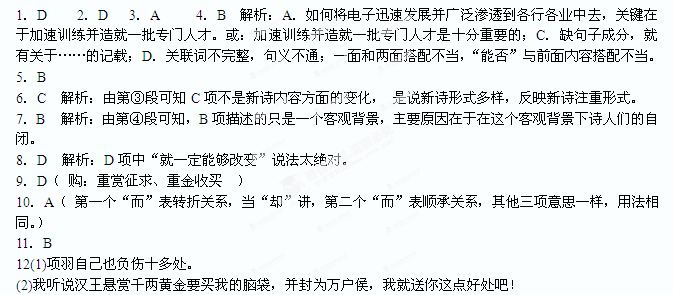 1. D  2. D  3. A  4. B  解析：A. 如何将电子迅速发展并广泛渗透到各行各业中去，关键在
于加速训练并造就一批专门人才。或：加速训练并造就一批专门人才是十分重要的；C. 缺句子成分，就
有关于……的记载；D. 关联词不完整，句义不通；一面和两面搭配不当，“能否”与前面内容搭配不当。
5. B
6. C  解析：由第③段可知 C 项不是新诗内容方面的变化， 是说新诗形式多样，反映新诗注重形式。
7. B  解析：由第④段可知，B 项描述的只是一个客观背景，主要原因在于在这个客观背景下诗人们的自
闭。
8. D  解析：D 项中“就一定能够改变”说法太绝对。
9. D（ 购：重赏征求、重金收买  ）
10. A（ 第一个“而”表转折关系，当“却”讲，第二个“而”表顺承关系，其他三项意思一样，用法相
同。）
11. B
12(1)项羽自己也负伤十多处。
(2)我听说汉王悬赏千两黄金要买我的脑袋，并封为万户侯，我就送你这点好处吧！